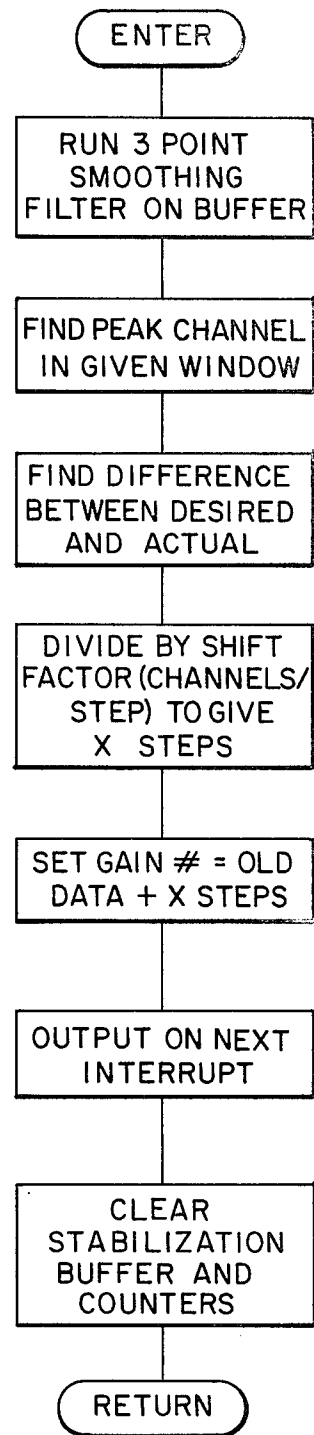 ENTER
RUN 3 POINT
SMOOTHING
FILTER ON BUFFER
FIND PEAK CHANNEL
IN GIVEN WINDOW
FIND DIFFERENCE
BETWEEN DESIRED
AND ACTUAL
DIVIDE BY SHIFT
FACTOR (CHANNELS/
STEP) TO GIVE
X STEPS
SET GAIN # = OLD
DATA + X STEPS
OUTPUT ON NEXT
INTERRUPT
CLEAR
STABILIZATION
BUFFER AND
COUNTERS
RETURN